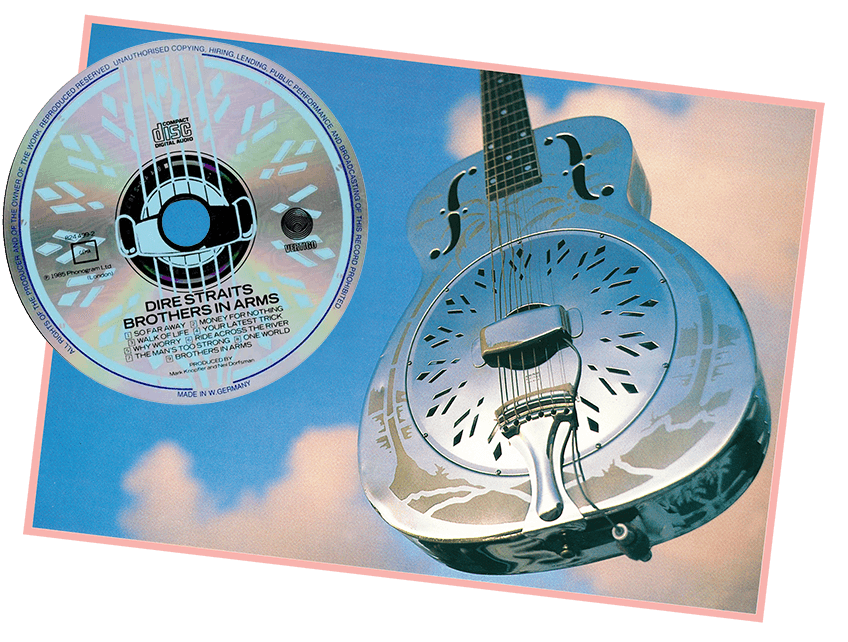 ALL RIGHTS OF THE PRODUCER AND OF THE OWNER OF THE WORK REPRODUCED RESERVED. UNAUTHORISED COPYING, HIRING, LENDING, PUBLIC PERFORMANCE AND BROADCASTING OF THIS RECORD PROHIBITED
COMPACT
disc
DIGITAL AUDIO
824 499-2
VERTIGO
℗ 1985 Phonogram Ltd.
(London)
DIRE STRAITS
BROTHERS IN ARMS
1 SO FAR AWAY 2 MONEY FOR NOTHING
3 WALK OF LIFE 4 YOUR LATEST TRICK
5 WHY WORRY 6 RIDE ACROSS THE RIVER
7 THE MAN'S TOO STRONG 8 ONE WORLD
9 BROTHERS IN ARMS
PRODUCED BY
Mark Knopfler and Neil Dorfsman
MADE IN W. GERMANY